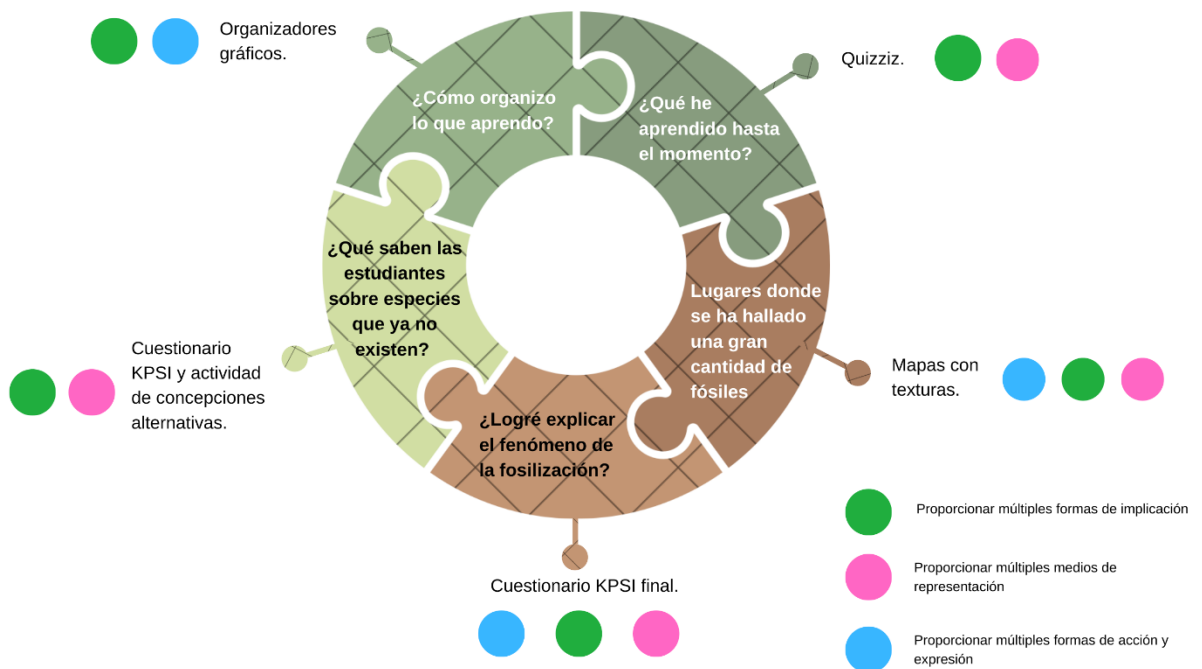 Organizadores
gráficos.
Quizziz.
¿Cómo organizo
lo que aprendo?
¿Qué he
aprendido hasta
el momento?
¿Qué saben las
estudiantes
sobre especies
que ya no
existen?
Lugares donde
se ha hallado
una gran
cantidad de
fósiles
Cuestionario
KPSI y actividad
de concepciones
alternativas.
Mapas con
texturas.
¿Logré explicar
el fenómeno de
la fosilización?
Cuestionario KPSI final.
Proporcionar múltiples formas de implicación
Proporcionar múltiples medios de
representación
Proporcionar múltiples formas de acción y
expresión